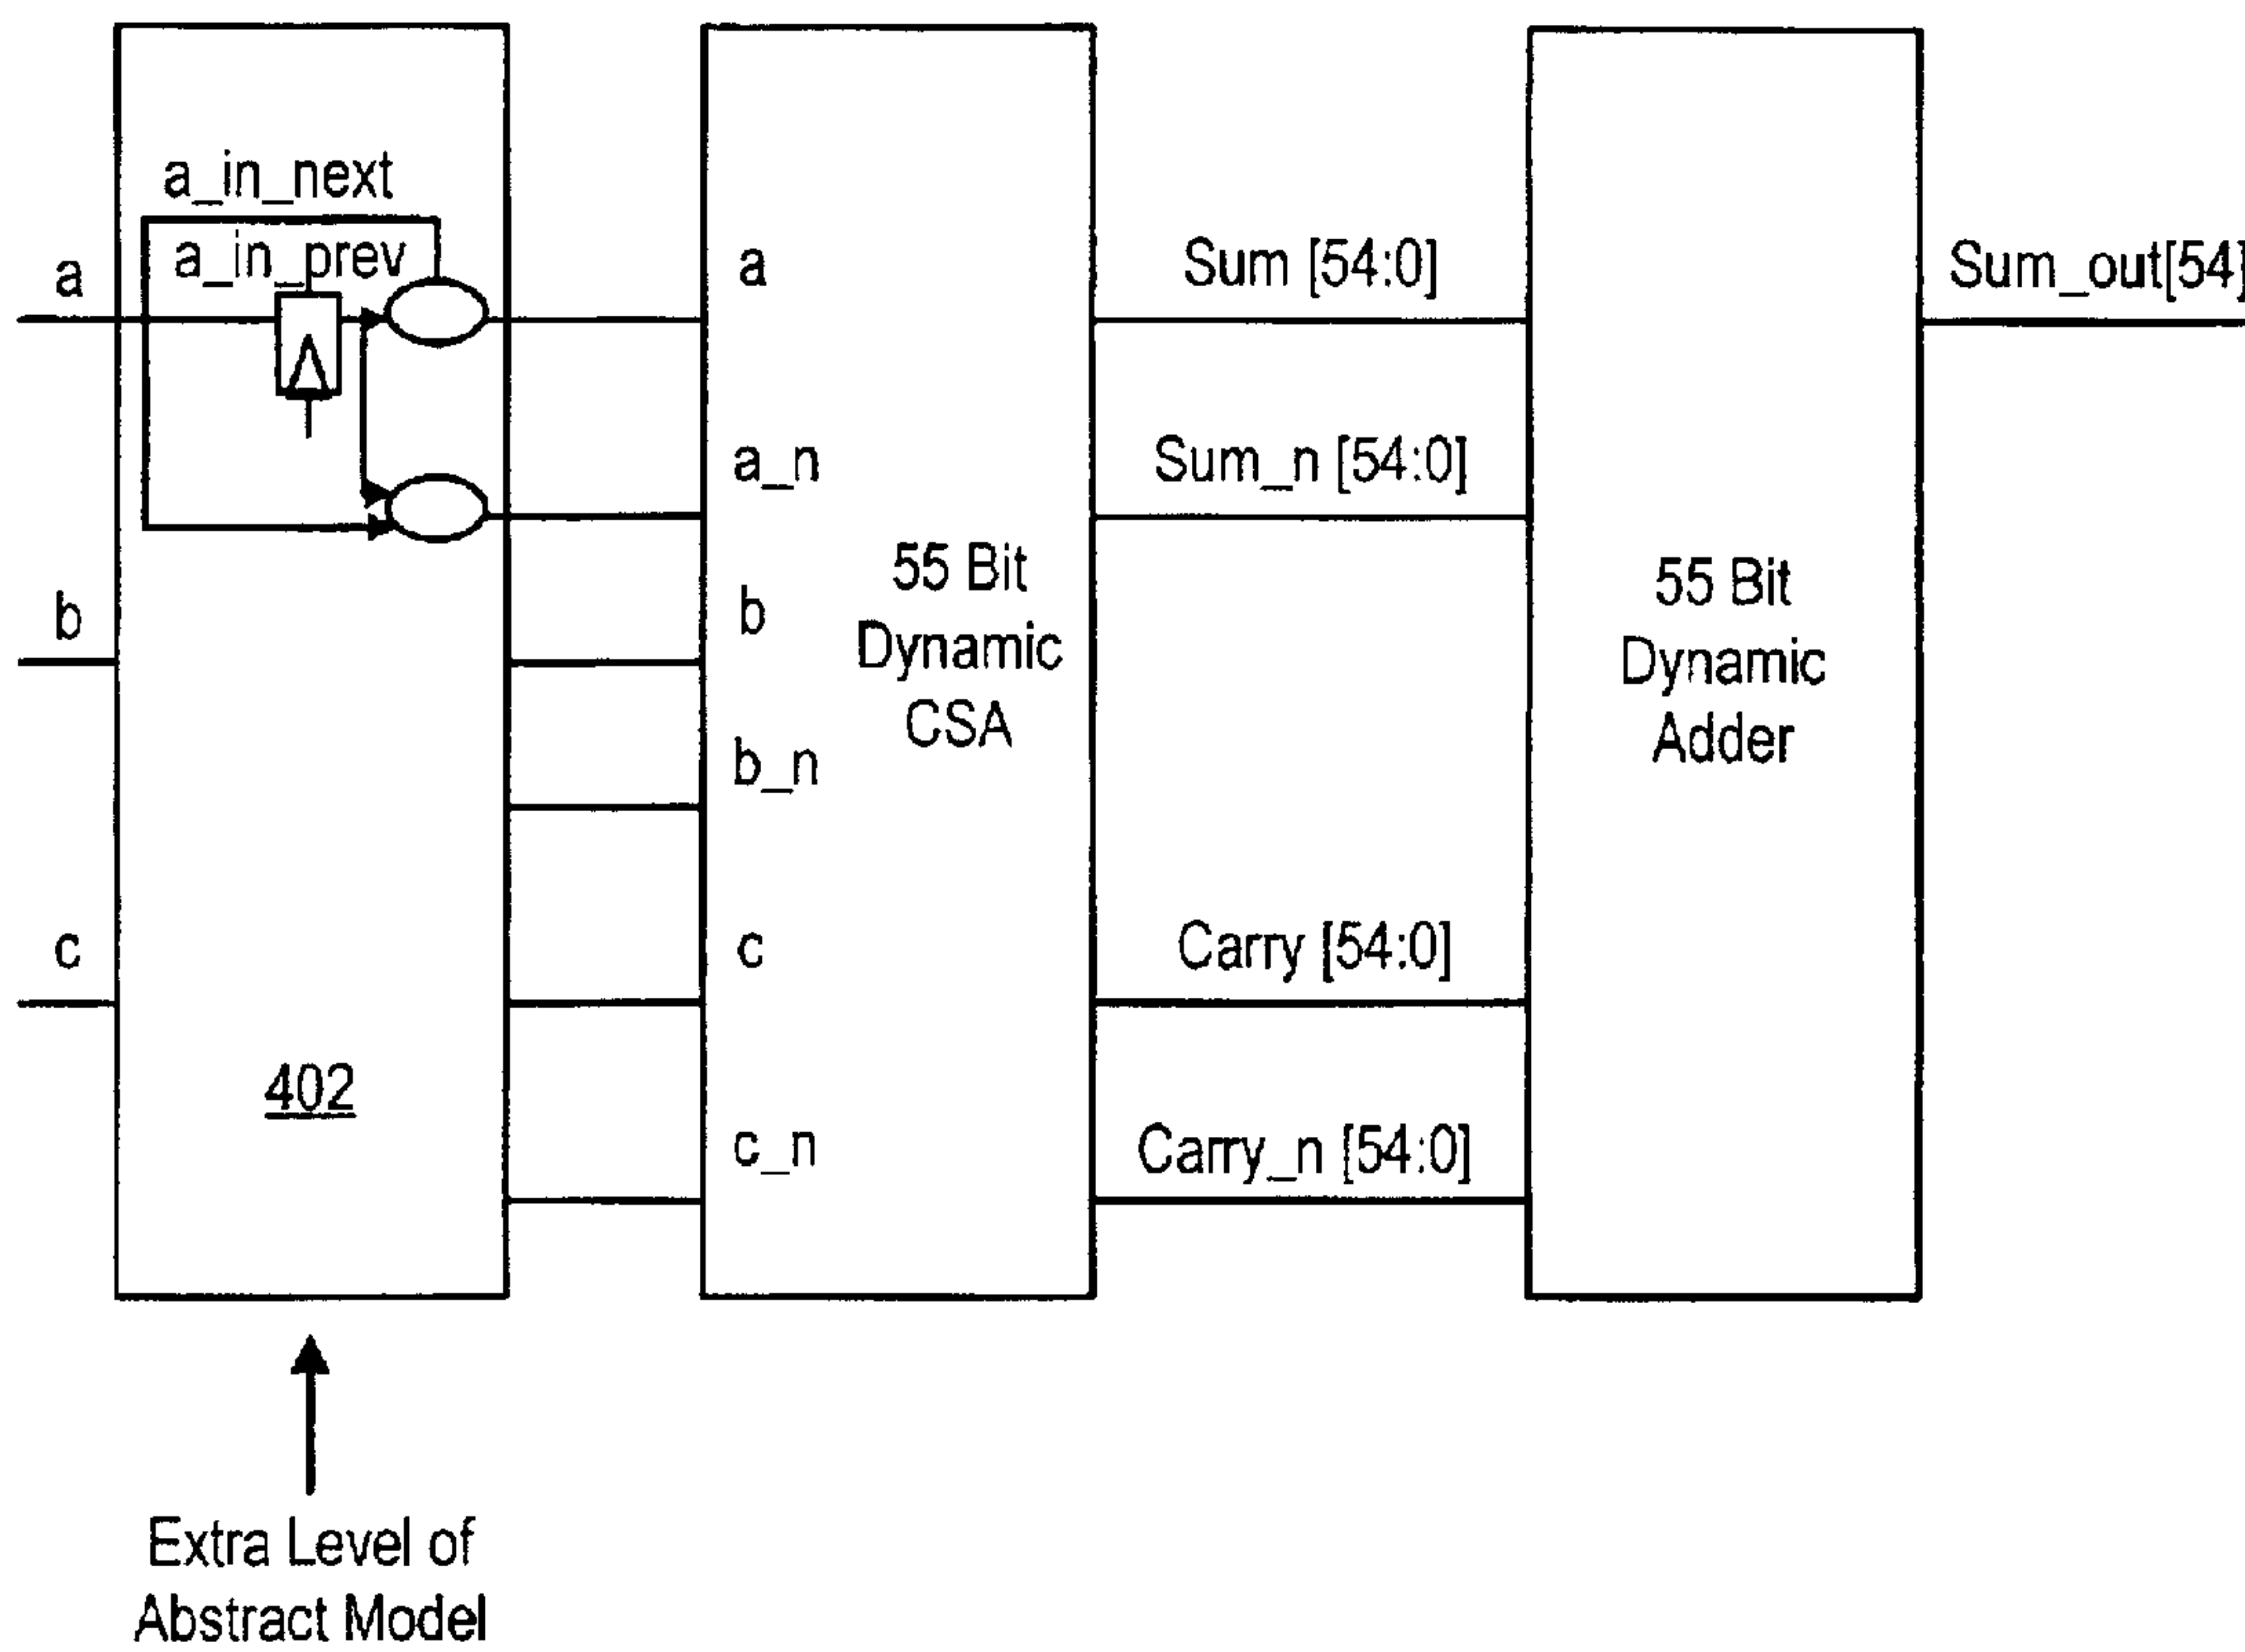 a_in_next
a_in_prev
a
b
c
402
a
a_n
b
b_n
c
c_n
55 Bit
Dynamic
CSA
Sum [54:0]
Sum_n [54:0]
Carry [54:0]
Carry_n [54:0]
55 Bit
Dynamic
Adder
Sum_out[54]
Extra Level of
Abstract Model